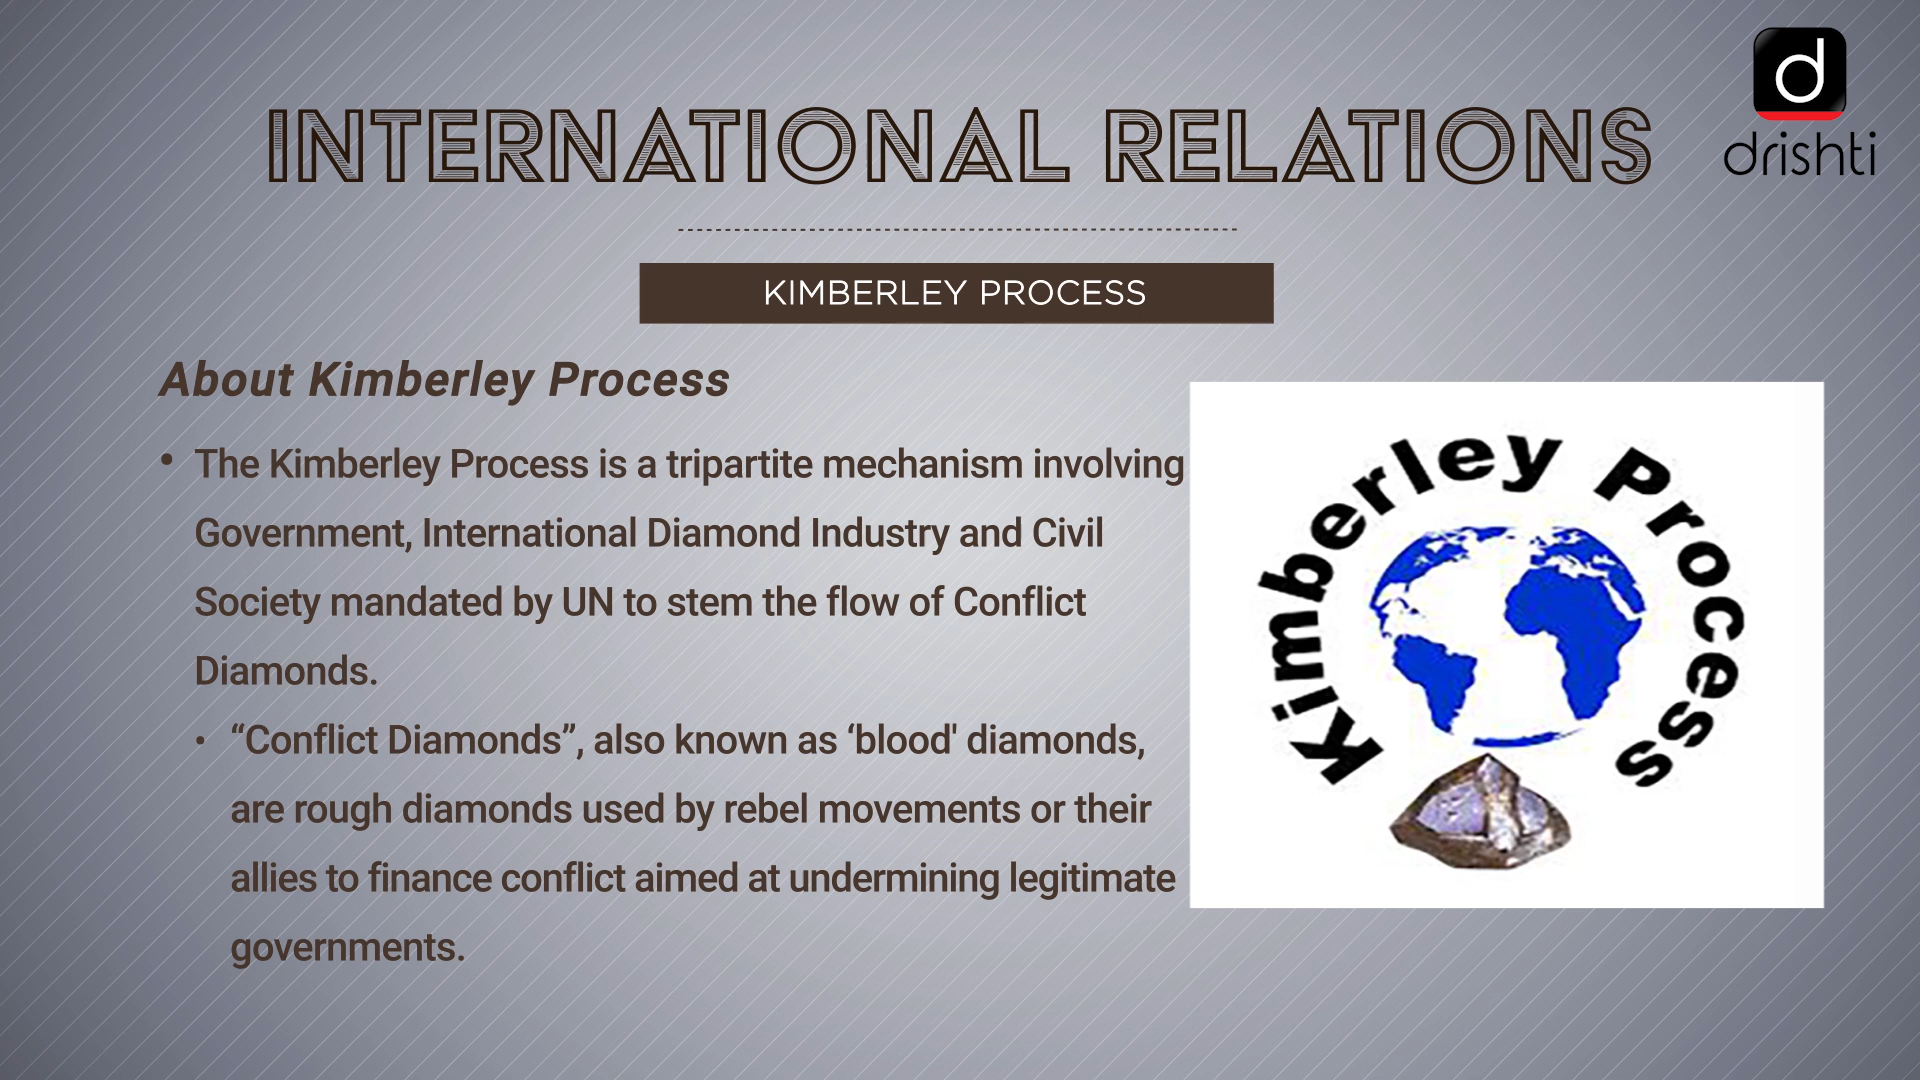 INTERNATIONAL RELATIONS
drishti
KIMBERLEY PROCESS
About Kimberley Process
• The Kimberley Process is a tripartite mechanism involving
Government, International Diamond Industry and Civil
Society mandated by UN to stem the flow of Conflict
Diamonds.
• “Conflict Diamonds”, also known as ‘blood' diamonds,
are rough diamonds used by rebel movements or their
allies to finance conflict aimed at undermining legitimate
governments.
Kimberley Process